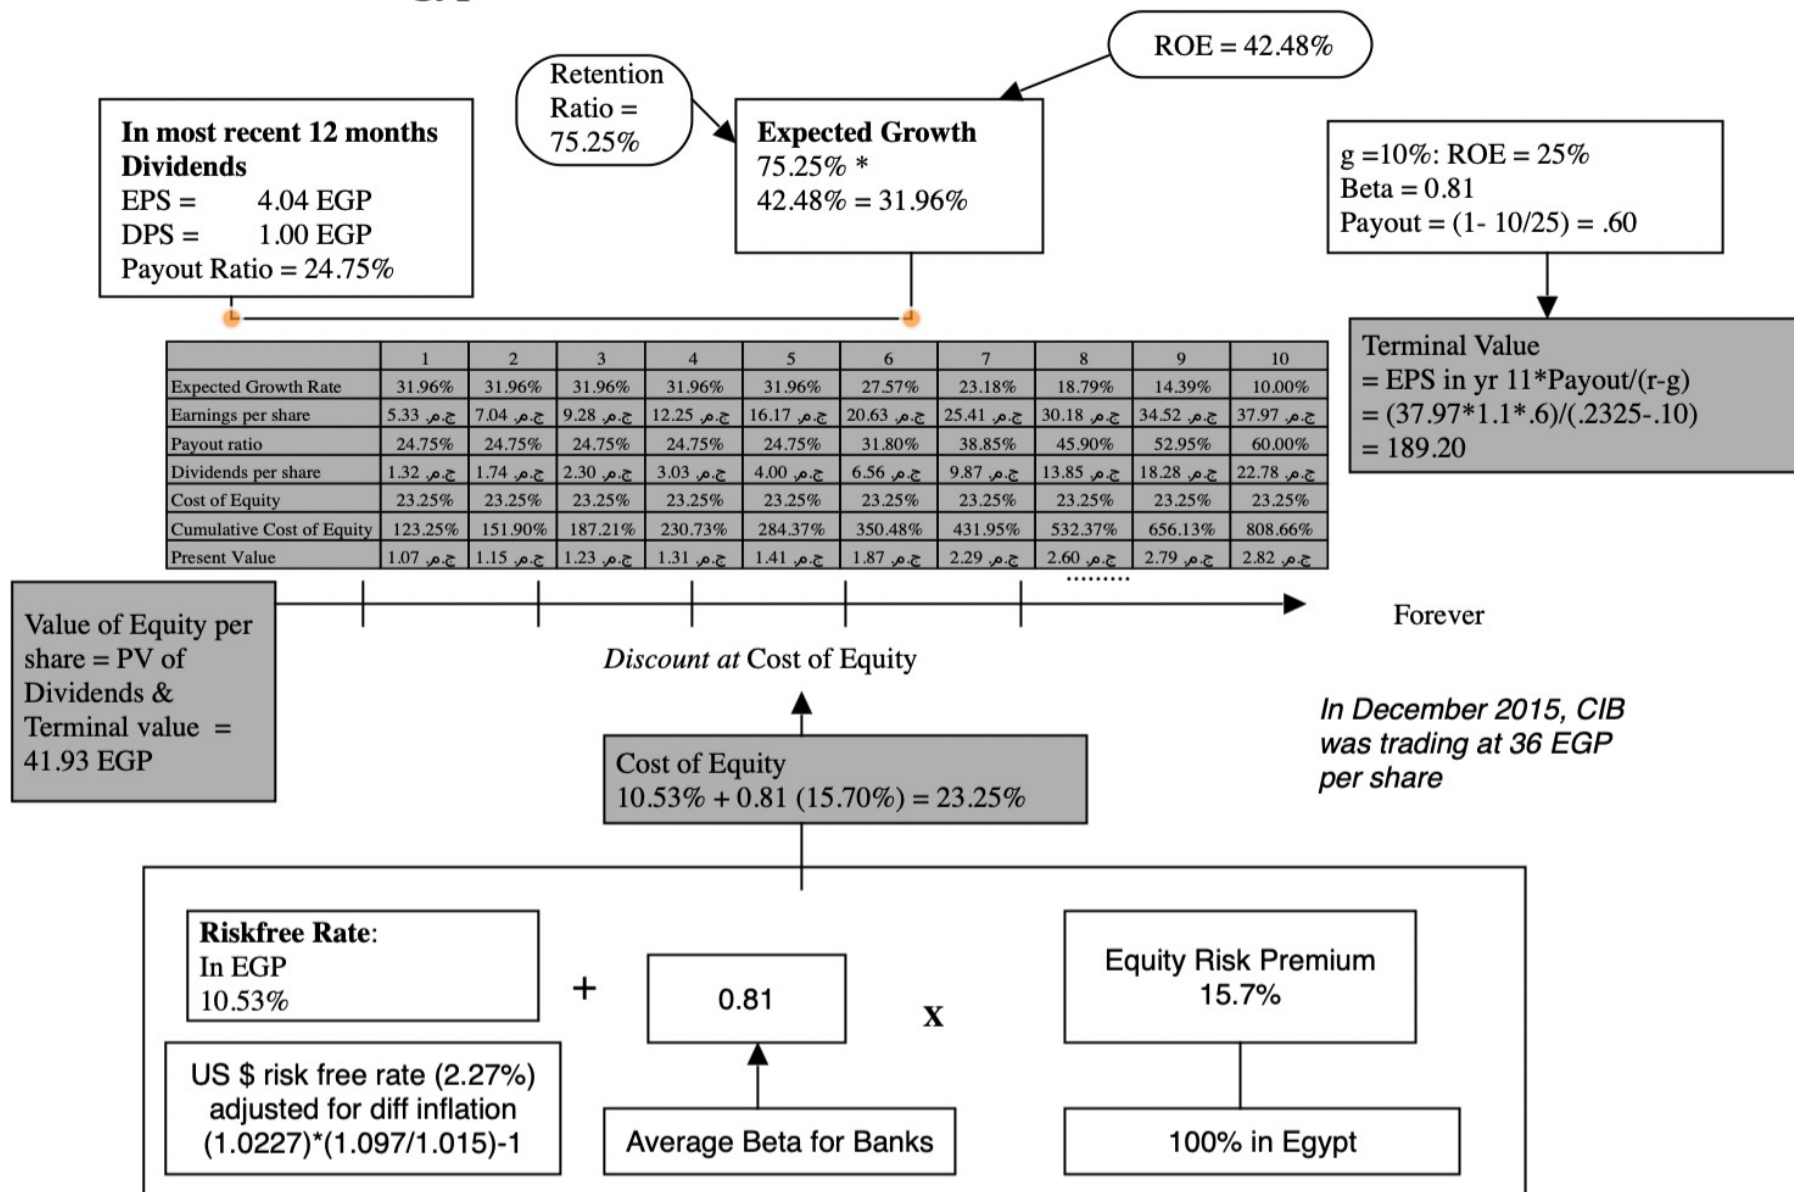 ROE = 42.48%
Retention
Ratio =
75.25%
In most recent 12 months
Dividends
EPS = 4.04 EGP
DPS = 1.00 EGP
Payout Ratio = 24.75%
Expected Growth
75.25% *
42.48% = 31.96%
g =10%: ROE = 25%
Beta = 0.81
Payout = (1- 10/25) = .60
1 2 3 4 5 6 7 8 9 10
Expected Growth Rate 31.96% 31.96% 31.96% 31.96% 31.96% 27.57% 23.18% 18.79% 14.39% 10.00%
Earnings per share 5.33 ج.م. 7.04 ج.م. 9.28 ج.م. 12.25 ج.م. 16.17 ج.م. 20.63 ج.م. 25.41 ج.م. 30.18 ج.م. 34.52 ج.م. 37.97 ج.م.
Payout ratio 24.75% 24.75% 24.75% 24.75% 24.75% 31.80% 38.85% 45.90% 52.95% 60.00%
Dividends per share 1.32 ج.م. 1.74 ج.م. 2.30 ج.م. 3.03 ج.م. 4.00 ج.م. 6.56 ج.م. 9.87 ج.م. 13.85 ج.م. 18.28 ج.م. 22.78 ج.م.
Cost of Equity 23.25% 23.25% 23.25% 23.25% 23.25% 23.25% 23.25% 23.25% 23.25% 23.25%
Cumulative Cost of Equity 123.25% 151.90% 187.21% 230.73% 284.37% 350.48% 431.95% 532.37% 656.13% 808.66%
Present Value 1.07 ج.م. 1.15 ج.م. 1.23 ج.م. 1.31 ج.م. 1.41 ج.م. 1.87 ج.م. 2.29 ج.م. 2.60 ج.م. 2.79 ج.م. 2.82 ج.م.
Terminal Value
= EPS in yr 11*Payout/(r-g)
= (37.97*1.1*.6)/(.2325-.10)
= 189.20
.........
Forever
Value of Equity per
share = PV of
Dividends &
Terminal value =
41.93 EGP
Discount at Cost of Equity
In December 2015, CIB
was trading at 36 EGP
per share
Cost of Equity
10.53% + 0.81 (15.70%) = 23.25%
Riskfree Rate:
In EGP
10.53%
+
0.81
X
Equity Risk Premium
15.7%
US $ risk free rate (2.27%)
adjusted for diff inflation
(1.0227)*(1.097/1.015)-1
Average Beta for Banks
100% in Egypt